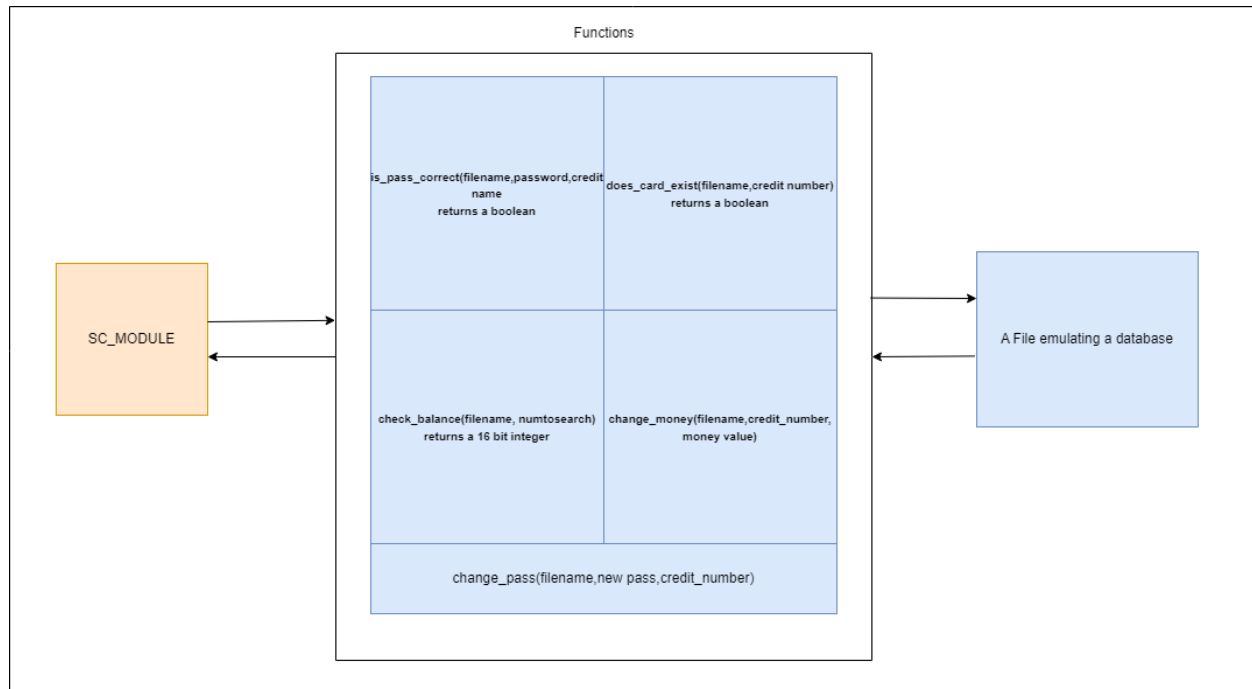 Functions
is_pass_correct(filename,password,credit
name
returns a boolean
does_card_exist(filename,credit number)
returns a boolean
SC_MODULE
A File emulating a database
check_balance(filename, numtosearch)
returns a 16 bit integer
change_money(filename,credit_number,
money value)
change_pass(filename,new pass,credit_number)